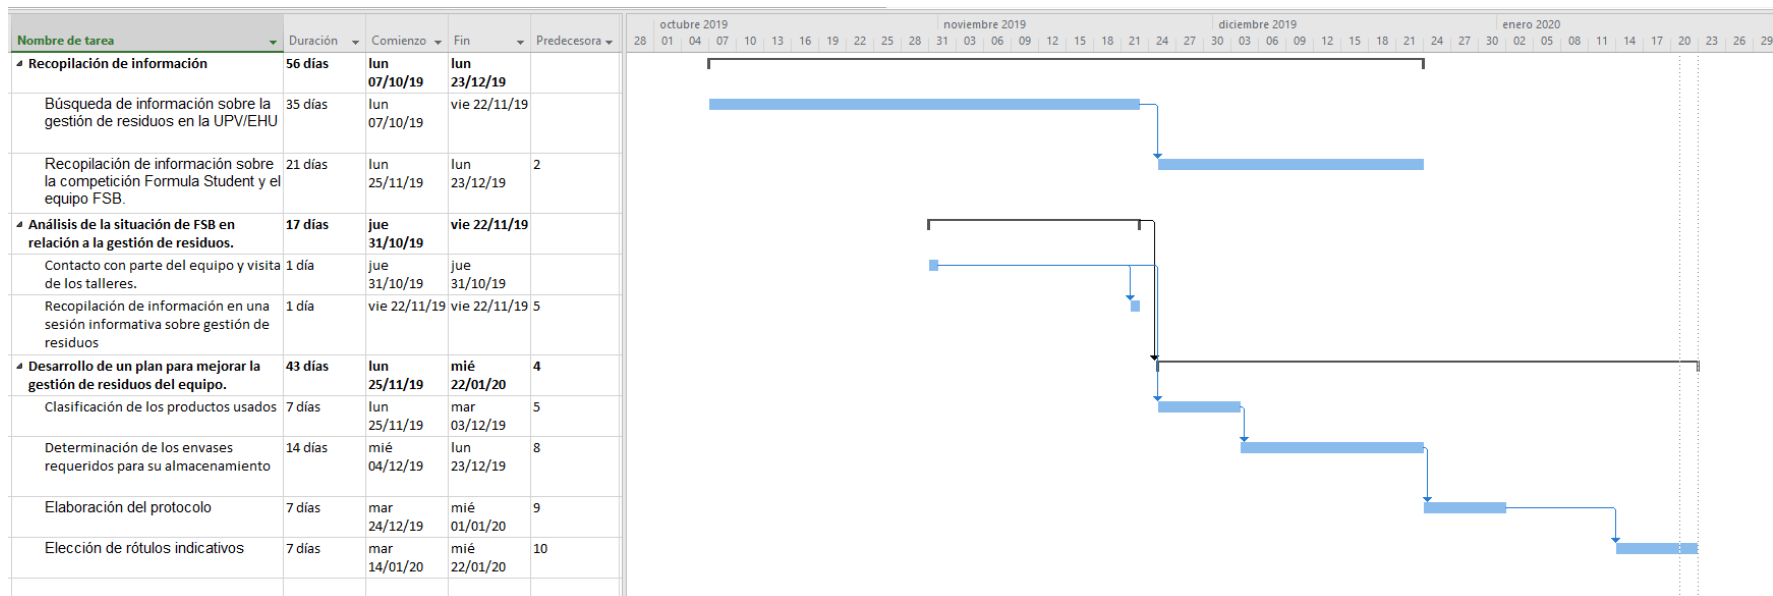 octubre 2019 noviembre 2019 diciembre 2019 enero 2020
Nombre de tarea Duración Comienzo Fin Predecesora 28 01 04 07 10 13 16 19 22 25 28 31 03 06 09 12 15 18 21 24 27 30 03 06 09 12 15 18 21 24 27 30 02 05 08 11 14 17 20 23 26 29
Recopilación de información 56 días lun lun
07/10/19 23/12/19
Búsqueda de información sobre la 35 días lun vie 22/11/19
gestión de residuos en la UPV/EHU 07/10/19
Recopilación de información sobre 21 días lun lun 2
la competición Formula Student y el 25/11/19 23/12/19
equipo FSB.
Análisis de la situación de FSB en 17 días jue vie 22/11/19
relación a la gestión de residuos. 31/10/19
Contacto con parte del equipo y visita 1 día jue jue
de los talleres. 31/10/19 31/10/19
Recopilación de información en una 1 día vie 22/11/19 vie 22/11/19 5
sesión informativa sobre gestión de
residuos
Desarrollo de un plan para mejorar la 43 días lun mié 4
gestión de residuos del equipo. 25/11/19 22/01/20
Clasificación de los productos usados 7 días lun mar 5
25/11/19 03/12/19
Determinación de los envases 14 días mié lun 8
requeridos para su almacenamiento 04/12/19 23/12/19
Elaboración del protocolo 7 días mar mié 9
24/12/19 01/01/20
Elección de rótulos indicativos 7 días mar mié 10
14/01/20 22/01/20